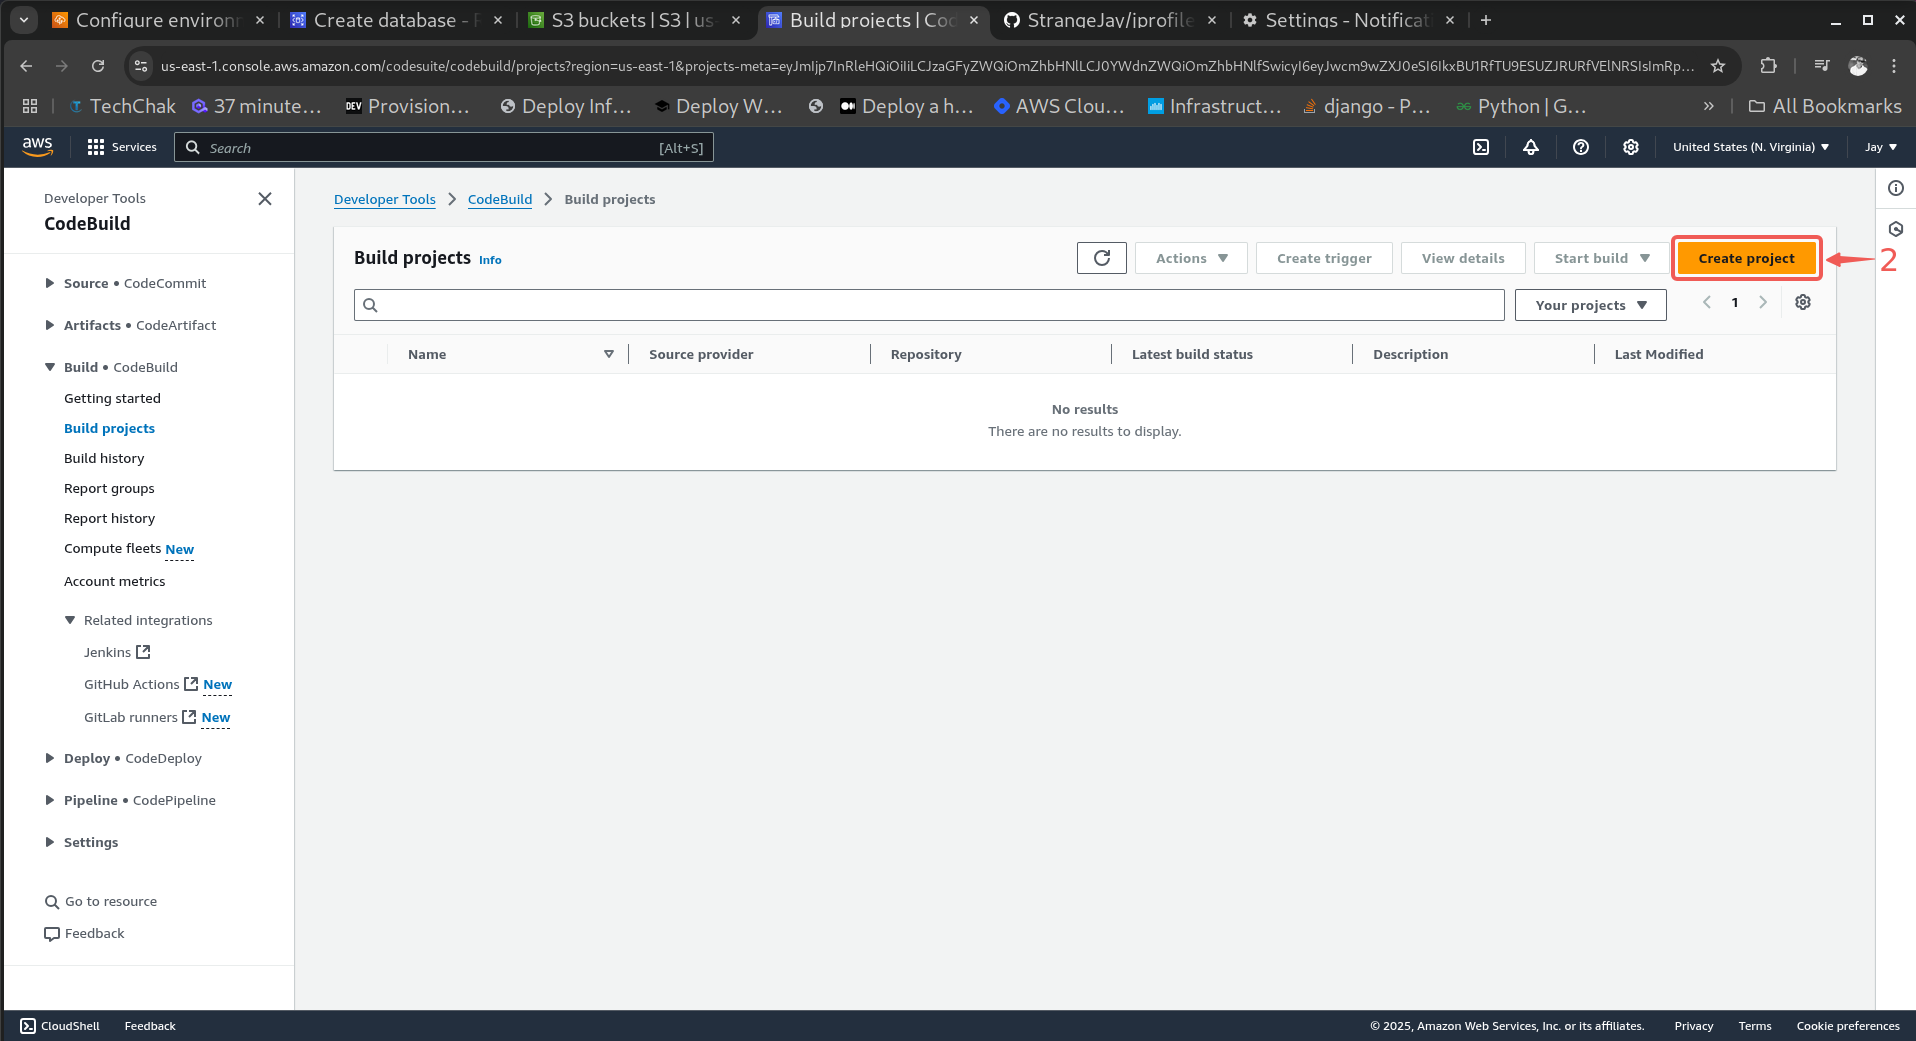 Configure environn
Create database - R
S3 buckets | S3 | us-
Build projects | Cod
StrangeJay/jprofile
Settings - Notificat
us-east-1.console.aws.amazon.com/codesuite/codebuild/projects?region=us-east-1&projects-meta=
TechChak
37 minute...
DEV Provision...
Deploy Inf...
Deploy W...
Deploy a h...
AWS Clou...
Infrastruct...
django - P...
Python | G...
»
All Bookmarks
aws
Services
Search
[Alt+S]
United States (N. Virginia)
Jay
Developer Tools
CodeBuild
Source • CodeCommit
Artifacts • CodeArtifact
Build • CodeBuild
Getting started
Build projects
Build history
Report groups
Report history
Compute fleets New
Account metrics
Related integrations
Jenkins
GitHub Actions New
GitLab runners New
Deploy • CodeDeploy
Pipeline • CodePipeline
Settings
Go to resource
Feedback
Developer Tools > CodeBuild > Build projects
Build projects Info
Actions
Create trigger
View details
Start build
Create project
2
Your projects
1
Name
Source provider
Repository
Latest build status
Description
Last Modified
No results
There are no results to display.
CloudShell
Feedback
© 2025, Amazon Web Services, Inc. or its affiliates.
Privacy
Terms
Cookie preferences